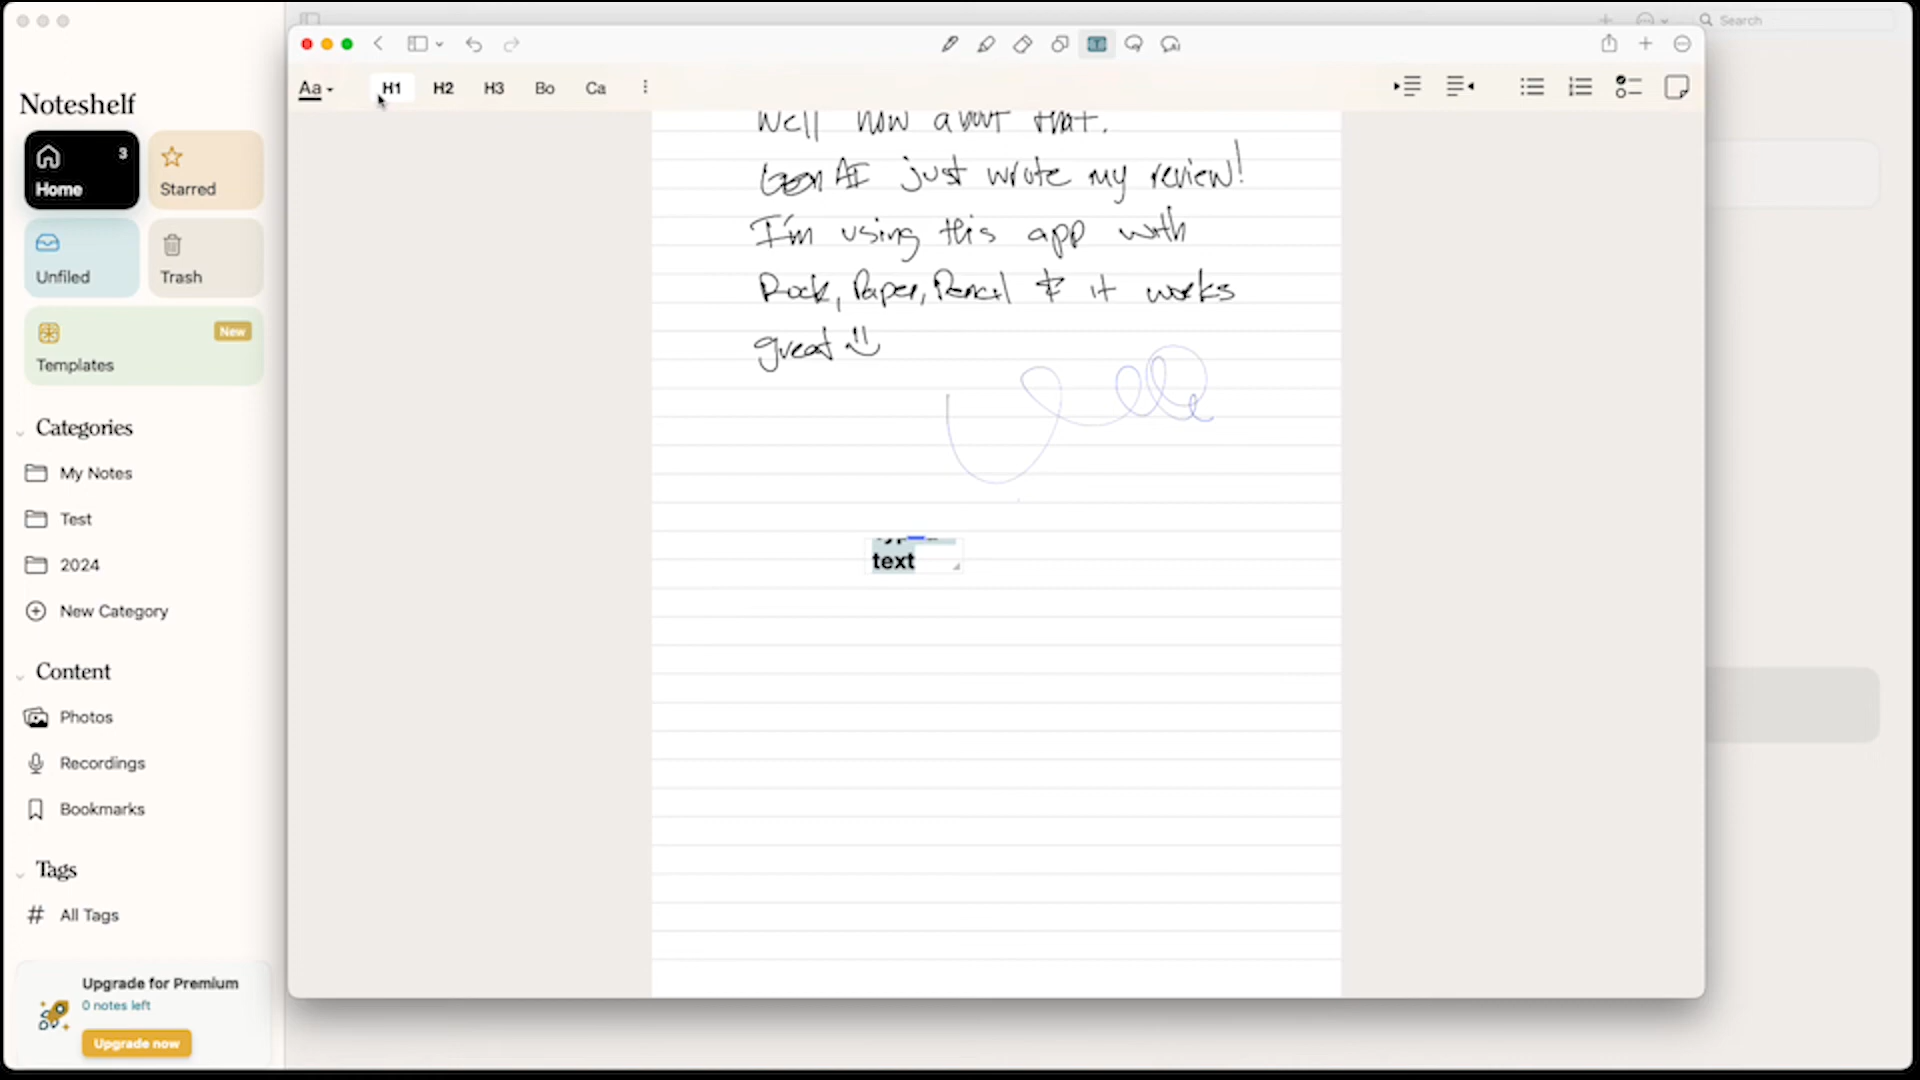 Search
Noteshelf
Home 3
Starred
Unfiled
Trash
Templates New
Categories
My Notes
Test
2024
New Category
Content
Photos
Recordings
Bookmarks
Tags
# All Tags
Upgrade for Premium
0 notes left
Upgrade now
Aa H1 H2 H3 Bo Ca
Well how about that.
AI just wrote my review!
I'm using this app with
Rock, Paper, Pencil & it works
great
text